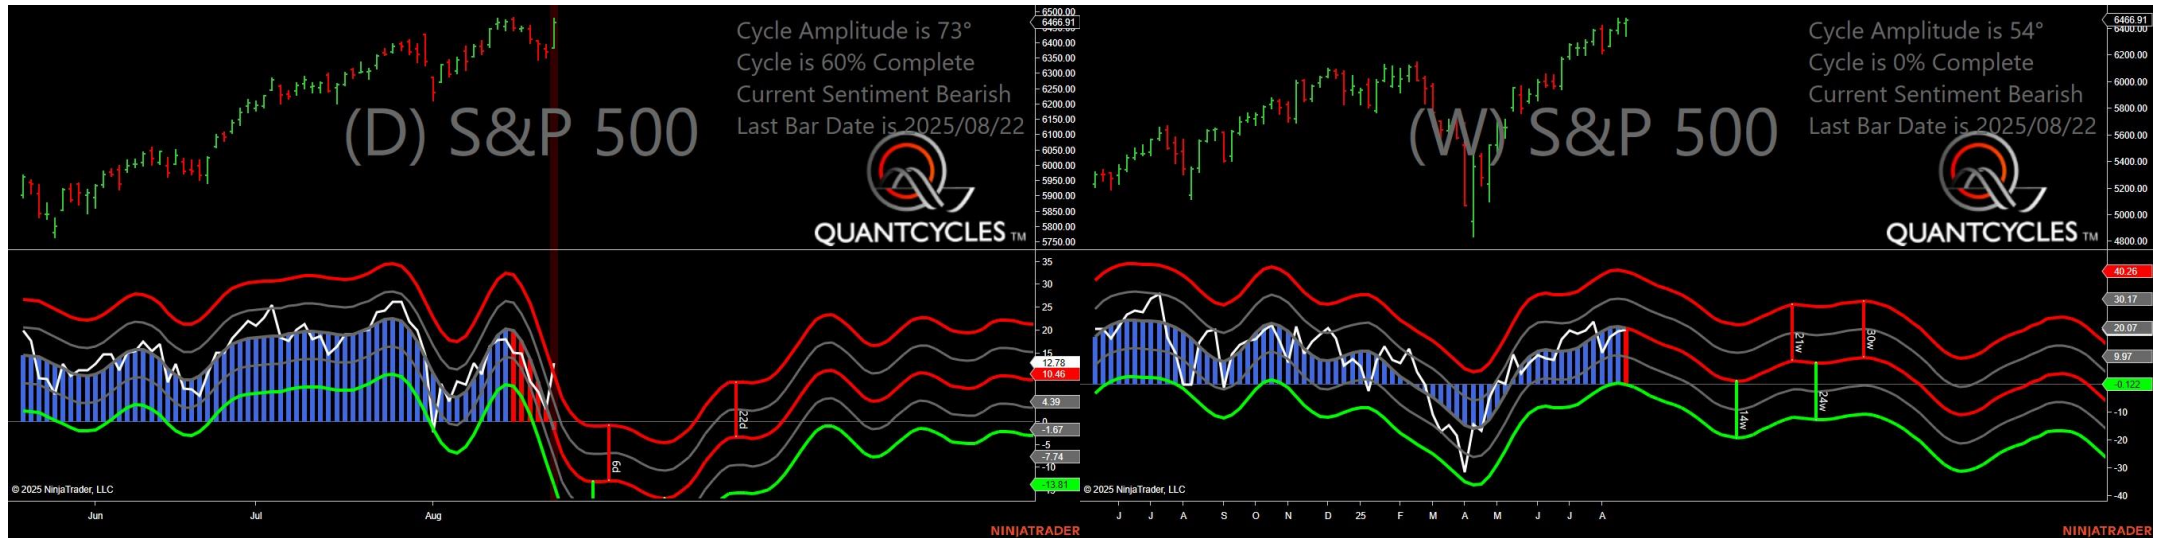 (D) S&P 500
Cycle Amplitude is 73°
Cycle is 60% Complete
Current Sentiment Bearish
Last Bar Date is 2025/08/22
QUANTCYCLES TM
6500.00
6466.91
6400.00
6350.00
6300.00
6250.00
6200.00
6150.00
6100.00
6050.00
6000.00
5950.00
5900.00
5850.00
5800.00
5750.00
35
30
25
20
15
12.78
10.46
4.39
0
-1.67
-5
-7.74
-10
-13.81
9d
22d
© 2025 NinjaTrader, LLC
Jun
Jul
Aug
NINJATRADER
(W) S&P 500
Cycle Amplitude is 54°
Cycle is 0% Complete
Current Sentiment Bearish
Last Bar Date is 2025/08/22
QUANTCYCLES TM
6466.91
6400.00
6200.00
6000.00
5800.00
5600.00
5400.00
5200.00
5000.00
4800.00
40.26
30.17
20.07
9.97
-0.122
-10
-20
-30
-40
14w
21w
24w
30w
© 2025 NinjaTrader, LLC
J
J
A
S
O
N
D
25
F
M
A
M
J
J
A
NINJATRADER